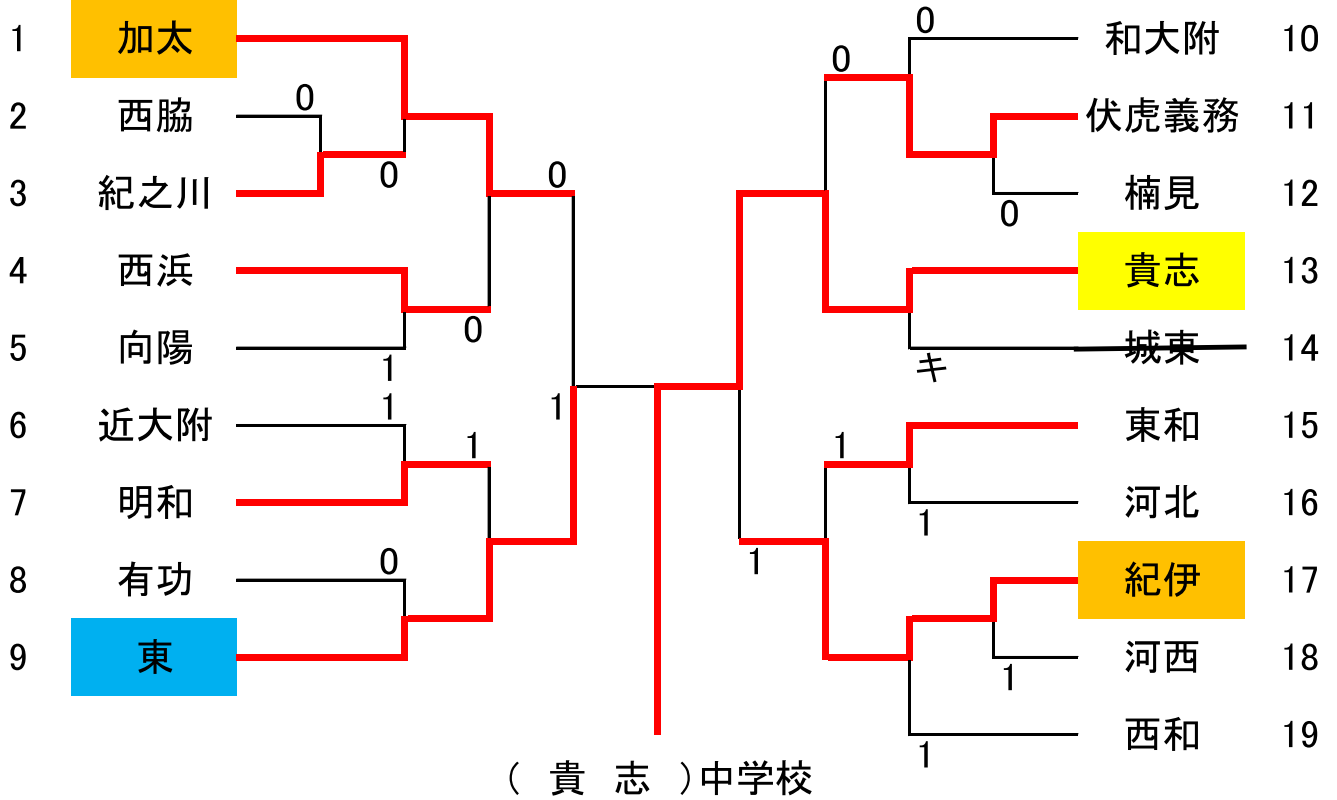 1 加太
2 西脇
3 紀之川
4 西浜
5 向陽
6 近大附
7 明和
8 有功
9 東
0
0
0
1
1
0
0
1
1
0
0
0
キ
1
1
1
1
1
和大附 10
伏虎義務 11
楠見 12
貴志 13
城東 14
東和 15
河北 16
紀伊 17
河西 18
西和 19
（ 貴 志 ）中学校